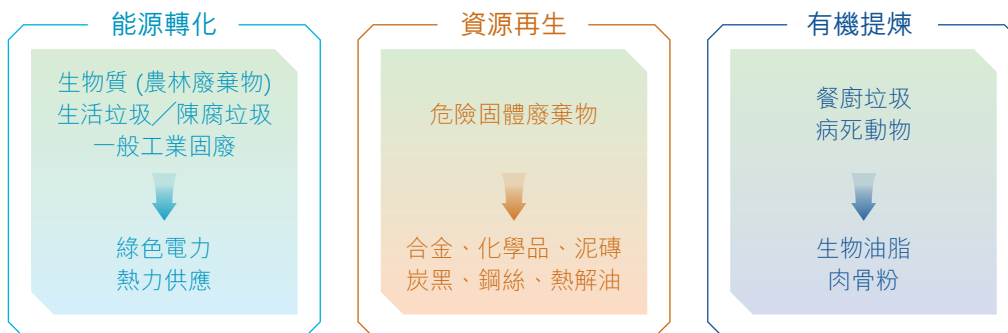 能源轉化
生物質 (農林廢棄物)
生活垃圾╱陳腐垃圾
一般工業固廢
綠色電力
熱力供應
資源再生
危險固體廢棄物
合金、化學品、泥磚
炭黑、鋼絲、熱解油
有機提煉
餐廚垃圾
病死動物
生物油脂
肉骨粉